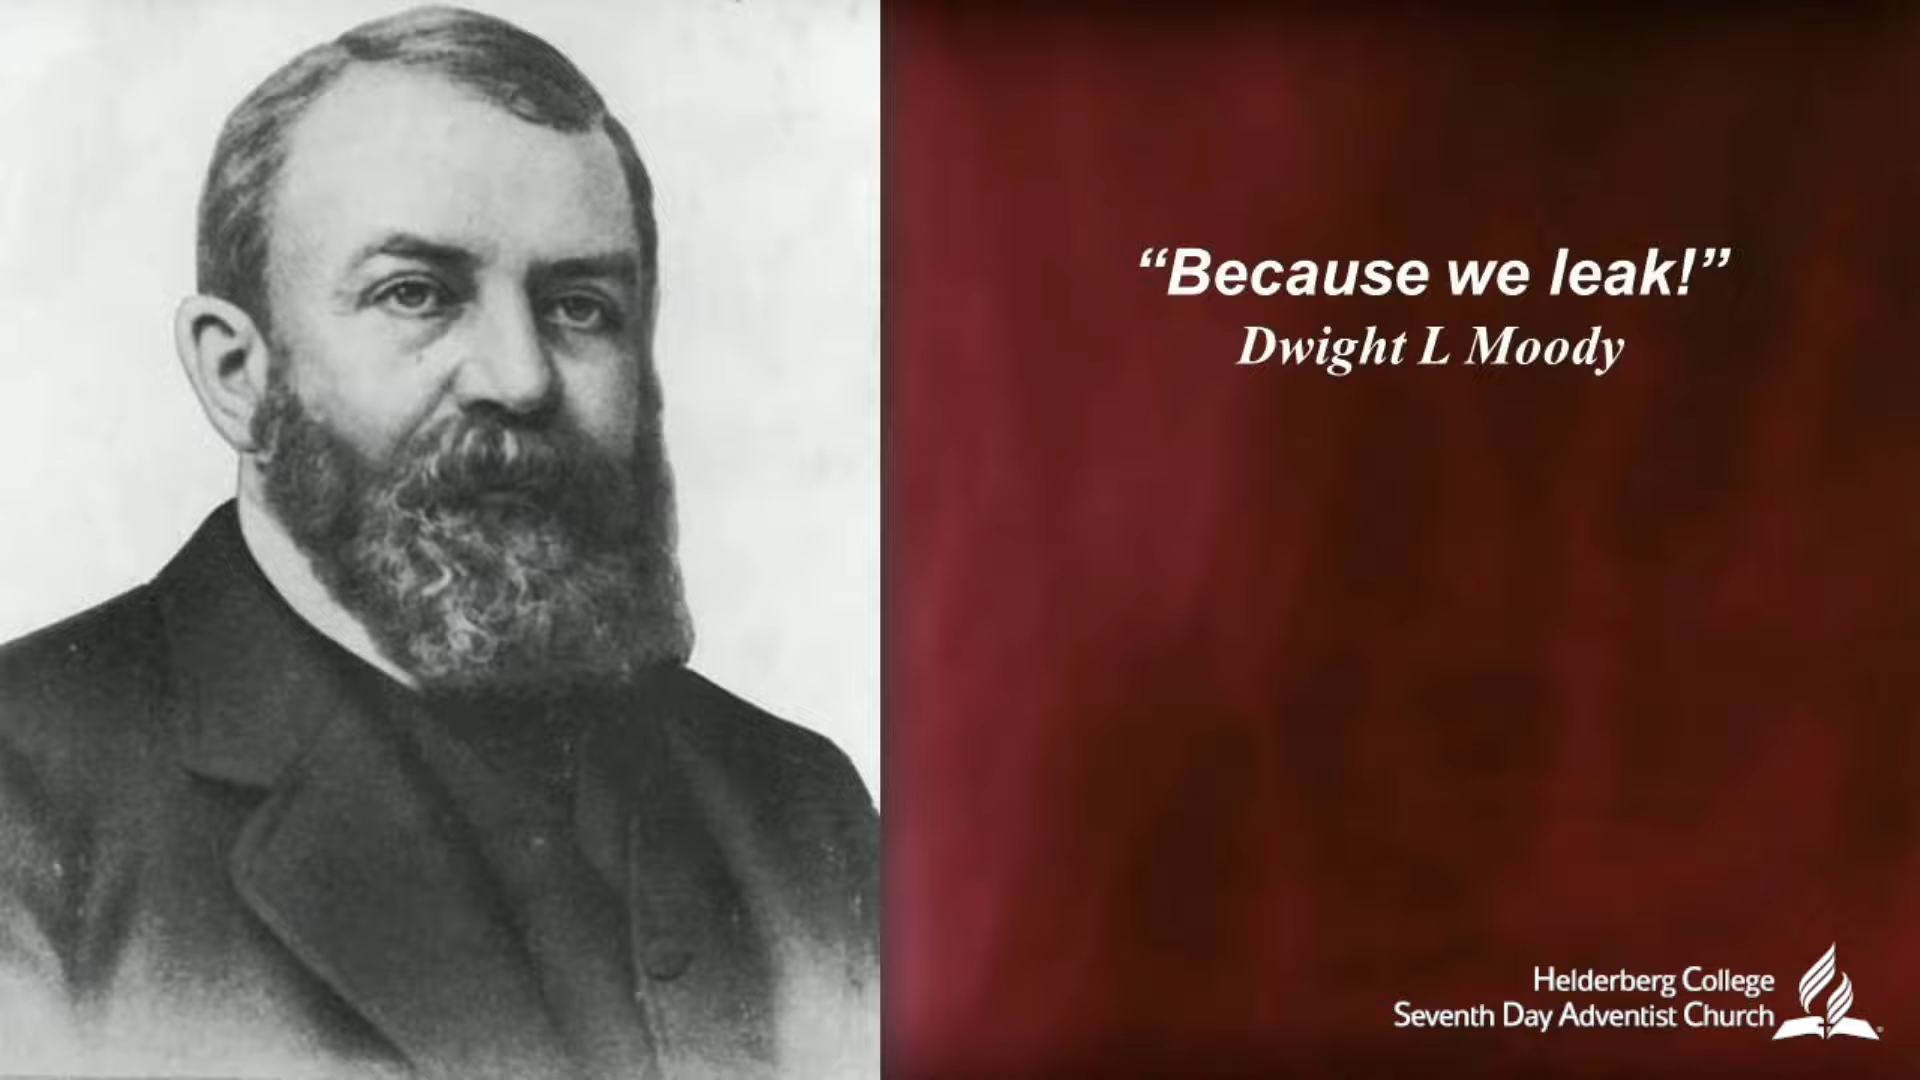 “Because we leak!”
Dwight L Moody
Helderberg College
Seventh Day Adventist Church